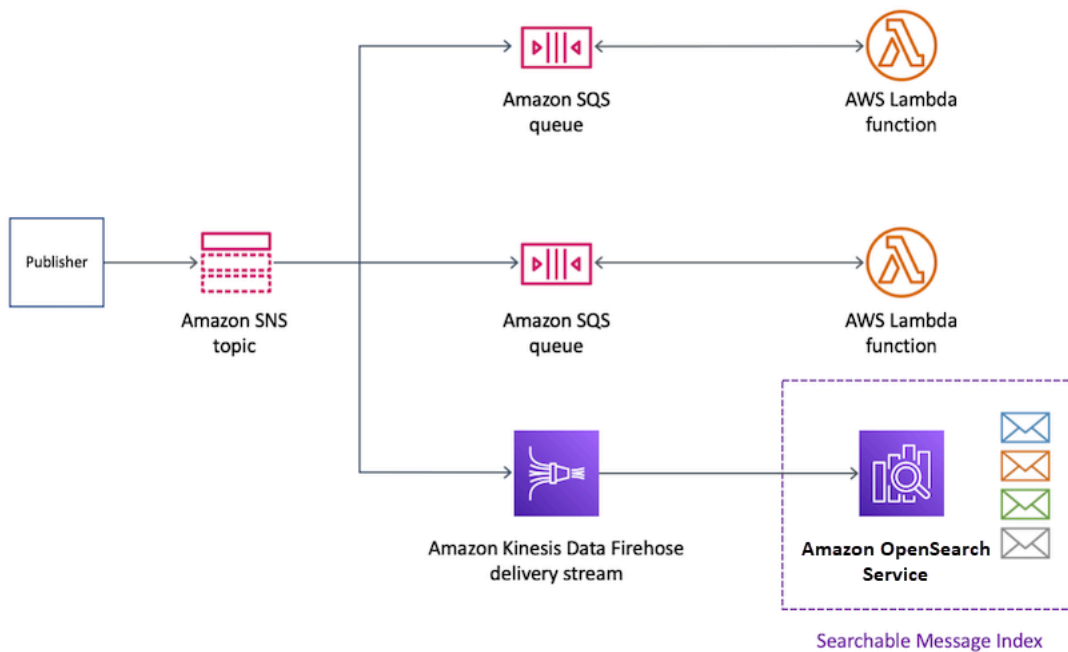 Amazon SQS
queue
AWS Lambda
function
Publisher
Amazon SNS
topic
Amazon SQS
queue
AWS Lambda
function
Amazon Kinesis Data Firehose
delivery stream
Amazon OpenSearch
Service
Searchable Message Index